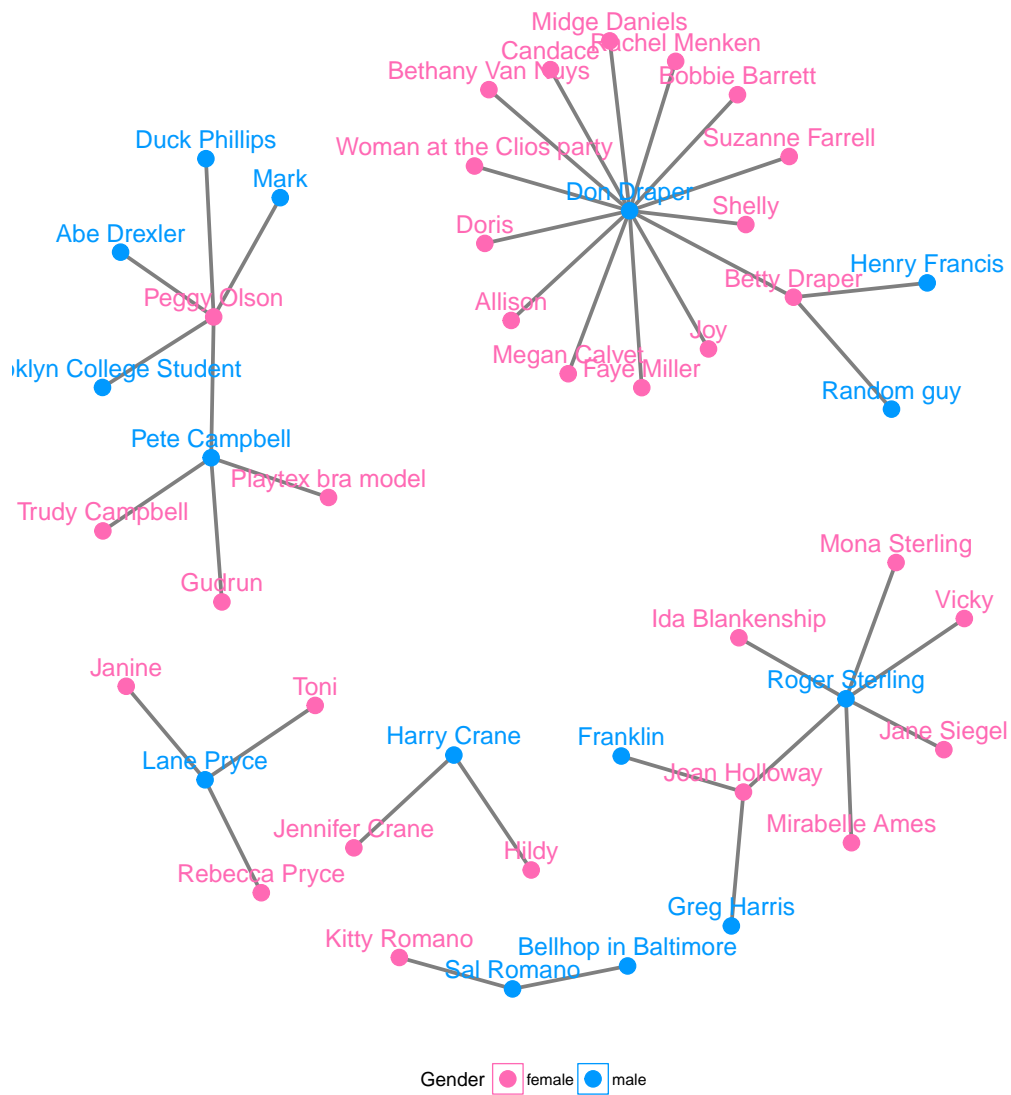 Midge Daniels
Candace
Rachel Menken
Bethany Van Nuys
Bobbie Barrett
Duck Phillips
Suzanne Farrell
Woman at the Clios party
Mark
Don Draper
Shelly
Doris
Abe Drexler
Henry Francis
Betty Draper
Peggy Olson
Allison
Joy
Megan Calvet
Faye Miller
oklyn College Student
Random guy
Pete Campbell
Playtex bra model
Trudy Campbell
Mona Sterling
Gudrun
Vicky
Ida Blankenship
Janine
Roger Sterling
Toni
Jane Siegel
Harry Crane
Franklin
Lane Pryce
Joan Holloway
Mirabelle Ames
Jennifer Crane
Hildy
Rebecca Pryce
Greg Harris
Kitty Romano
Bellhop in Baltimore
Sal Romano
Gender female male